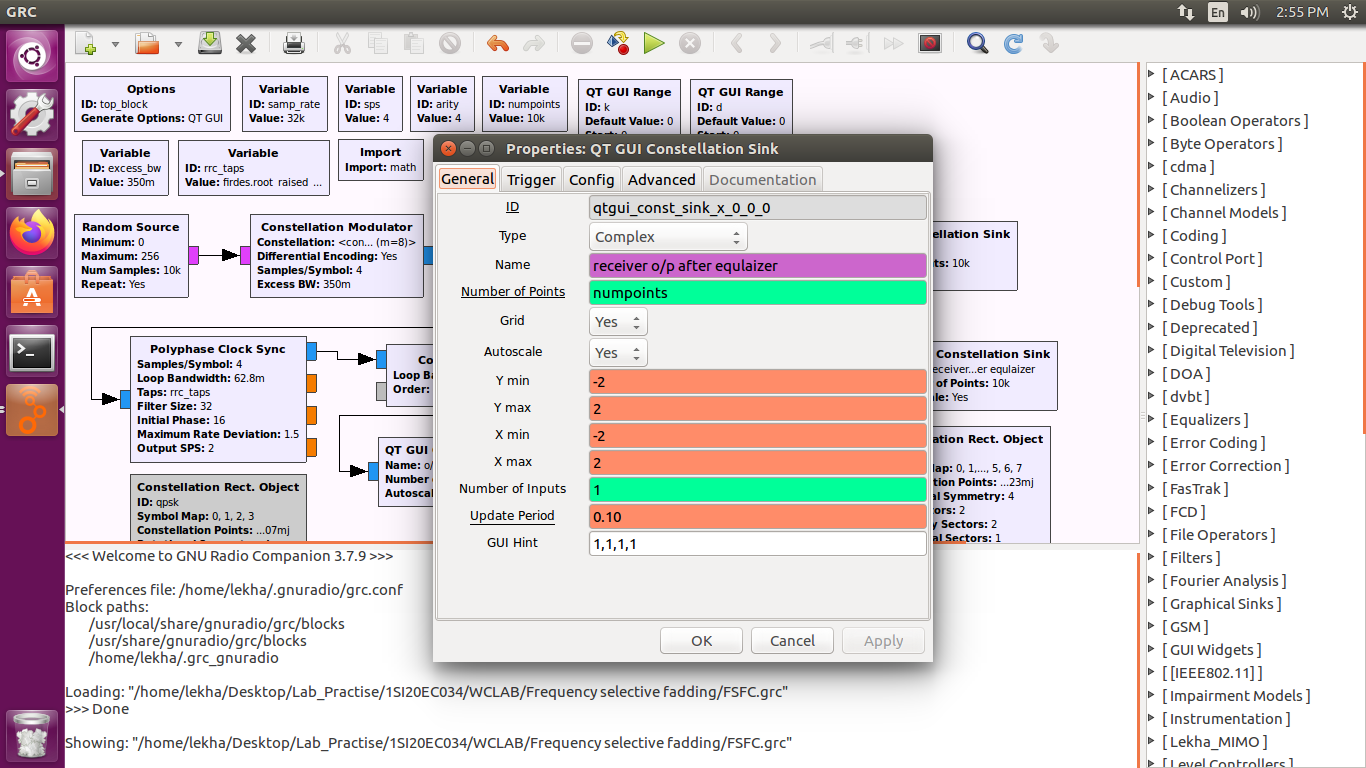 GRC
En
2:55 PM
Options
ID: top_block
Generate Options: QT GUI
Variable
ID: samp_rate
Value: 32k
Variable
ID: sps
Value: 4
Variable
ID: arity
Value: 4
Variable
ID: numpoints
Value: 10k
QT GUI Range
ID: k
Default Value: 0
QT GUI Range
ID: d
Default Value: 0
Variable
ID: excess_bw
Value: 350m
Variable
ID: rrc_taps
Value: firdes.root_raised_...
Import
Import: math
Random Source
Minimum: 0
Maximum: 256
Num Samples: 10k
Repeat: Yes
Constellation Modulator
Constellation: <con... (m=8)>
Differential Encoding: Yes
Samples/Symbol: 4
Excess BW: 350m
Polyphase Clock Sync
Samples/Symbol: 4
Loop Bandwidth: 62.8m
Taps: rrc_taps
Filter Size: 32
Initial Phase: 16
Maximum Rate Deviation: 1.5
Output SPS: 2
Co
Loop Ba
Order:
QT GUI
Name: o/
Number
Autosca
Constellation Rect. Object
ID: qpsk
Symbol Map: 0, 1, 2, 3
Constellation Points: ...07mj
Properties: QT GUI Constellation Sink
General
Trigger
Config
Advanced
Documentation
ID
qtgui_const_sink_x_0_0_0
Type
Complex
Name
receiver o/p after equlaizer
Number of Points
numpoints
Grid
Yes
Autoscale
Yes
Y min
-2
Y max
2
X min
-2
X max
2
Number of Inputs
1
Update Period
0.10
GUI Hint
1,1,1,1
OK
Cancel
Apply
ellation Sink
ts: 10k
Constellation Sink
receiver...er equlaizer
of Points: 10k
le: Yes
ellation Rect. Object
ap: 0, 1,..., 5, 6, 7
tion Points: ...23mj
al Symmetry: 4
ctors: 2
y Sectors: 2
Sectors: 1
<<< Welcome to GNU Radio Companion 3.7.9 >>>
Preferences file: /home/lekha/.gnuradio/grc.conf
Block paths:
/usr/local/share/gnuradio/grc/blocks
/usr/share/gnuradio/grc/blocks
/home/lekha/.grc_gnuradio
Loading: "/home/lekha/Desktop/Lab_Practise/1SI20EC034/WCLAB/Frequency selective fadding/FSFC.grc"
>>> Done
Showing: "/home/lekha/Desktop/Lab_Practise/1SI20EC034/WCLAB/Frequency selective fadding/FSFC.grc"
[ ACARS ]
[ Audio ]
[ Boolean Operators ]
[ Byte Operators ]
[ cdma ]
[ Channelizers ]
[ Channel Models ]
[ Coding ]
[ Control Port ]
[ Custom ]
[ Debug Tools ]
[ Deprecated ]
[ Digital Television ]
[ DOA ]
[ dvbt ]
[ Equalizers ]
[ Error Coding ]
[ Error Correction ]
[ FasTrak ]
[ FCD ]
[ File Operators ]
[ Filters ]
[ Fourier Analysis ]
[ Graphical Sinks ]
[ GSM ]
[ GUI Widgets ]
[ [IEEE802.11] ]
[ Impairment Models ]
[ Instrumentation ]
[ Lekha_MIMO ]
[ Level Controllers ]